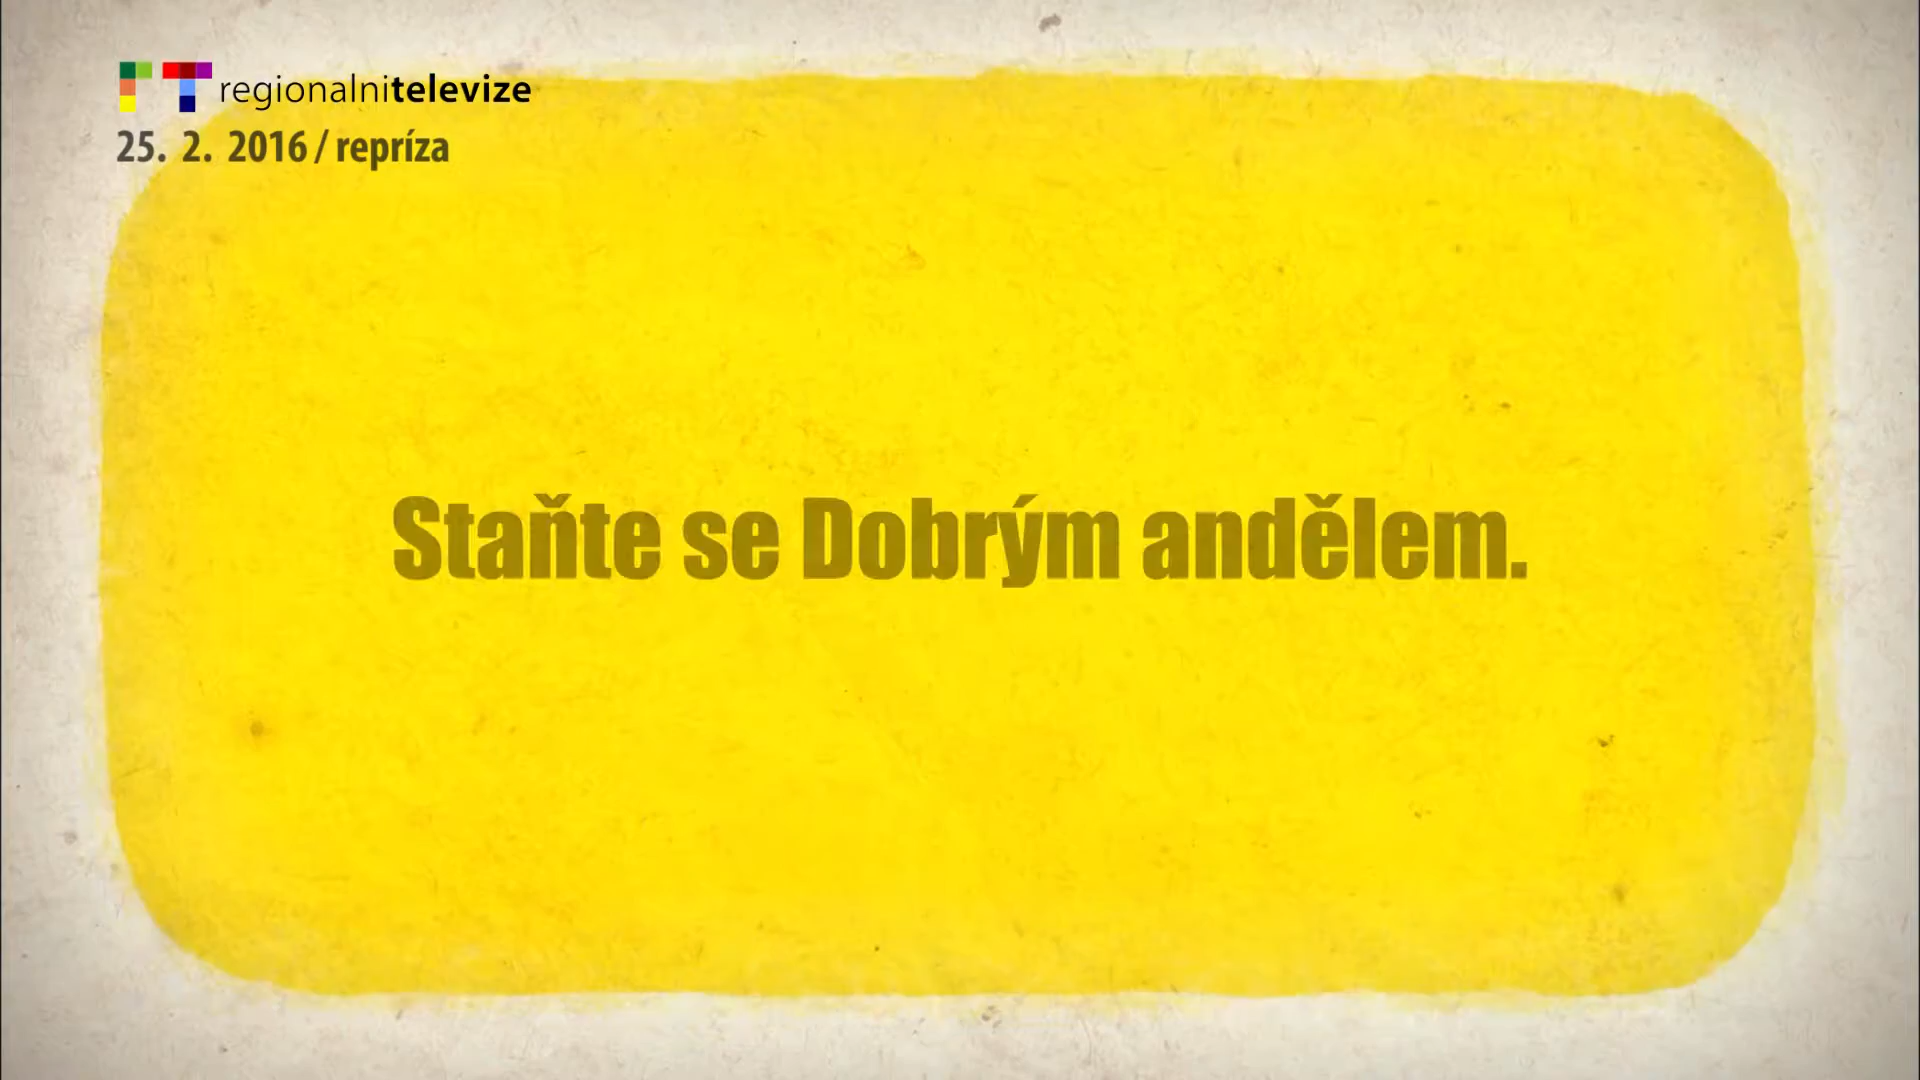 regionalnitelevize
25. 2. 2016 / repríza
Staňte se Dobrým andělem.